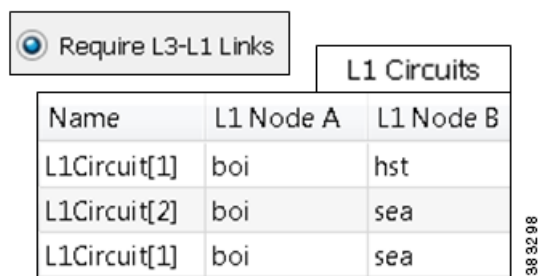 Require L3-L1 Links
L1 Circuits
Name L1 Node A L1 Node B
L1Circuit[1] boi hst
L1Circuit[2] boi sea
L1Circuit[1] boi sea
383298